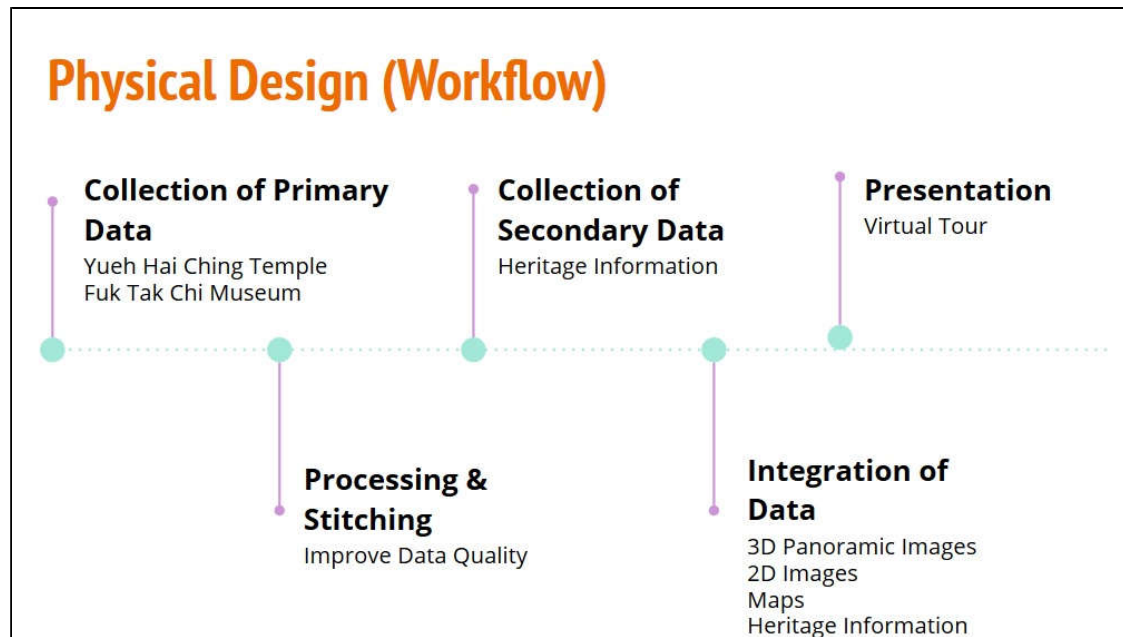 Physical Design (Workflow)
Collection of Primary
Data
Yueh Hai Ching Temple
Fuk Tak Chi Museum
Processing &
Stitching
Improve Data Quality
Collection of
Secondary Data
Heritage Information
Integration of
Data
3D Panoramic Images
2D Images
Maps
Heritage Information
Presentation
Virtual Tour